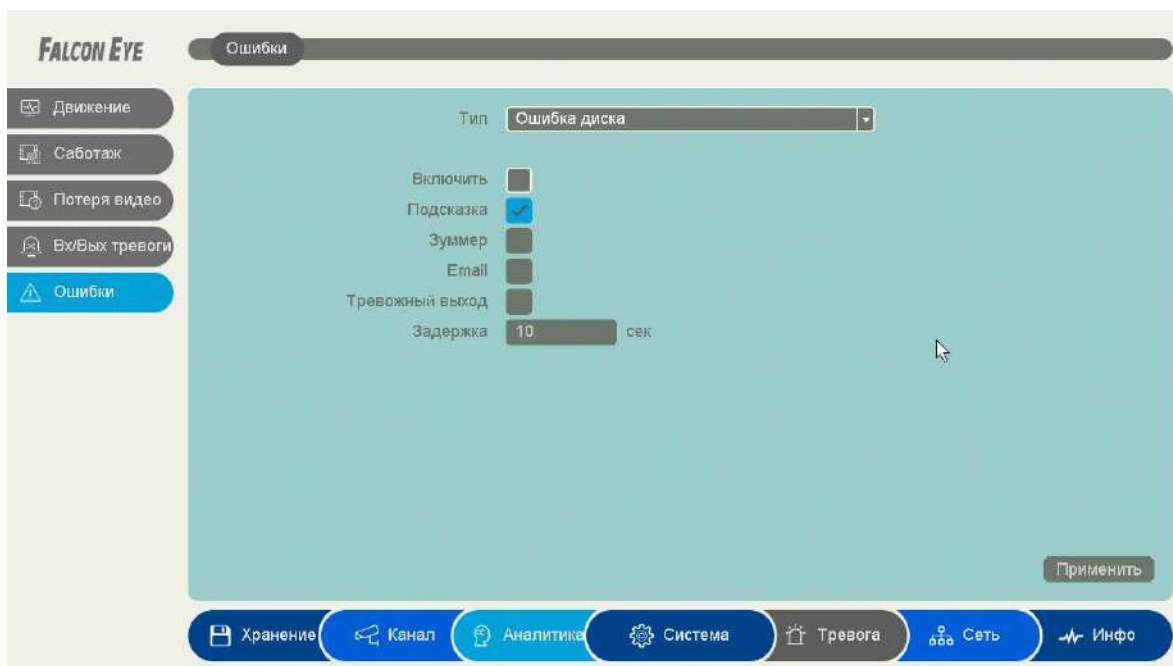 FALCON EYE
Ошибки
Движение
Саботаж
Потеря видео
Вх/Вых тревоги
Ошибки
Тип Ошибка диска
Включить
Подсказка
Зуммер
Email
Тревожный выход
Задержка 10 сек
Применить
Хранение Канал Аналитика Система Тревога Сеть Инфо